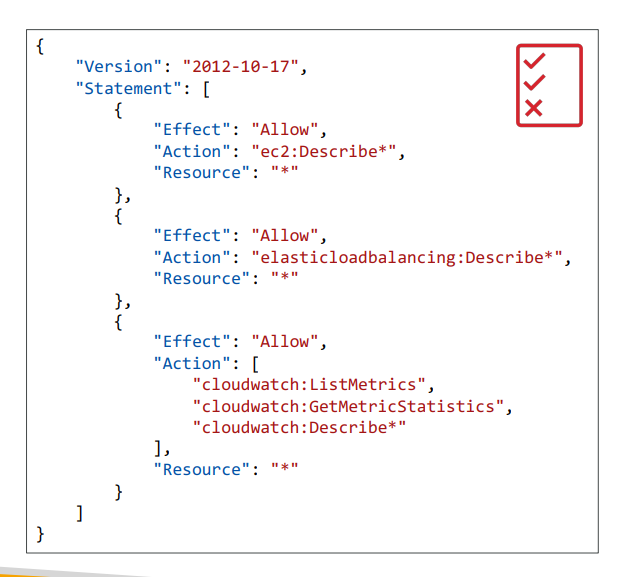 {
    "Version": "2012-10-17",
    "Statement": [
        {
            "Effect": "Allow",
            "Action": "ec2:Describe*",
            "Resource": "*"
        },
        {
            "Effect": "Allow",
            "Action": "elasticloadbalancing:Describe*",
            "Resource": "*"
        },
        {
            "Effect": "Allow",
            "Action": [
                "cloudwatch:ListMetrics",
                "cloudwatch:GetMetricStatistics",
                "cloudwatch:Describe*"
            ],
            "Resource": "*"
        }
    ]
}